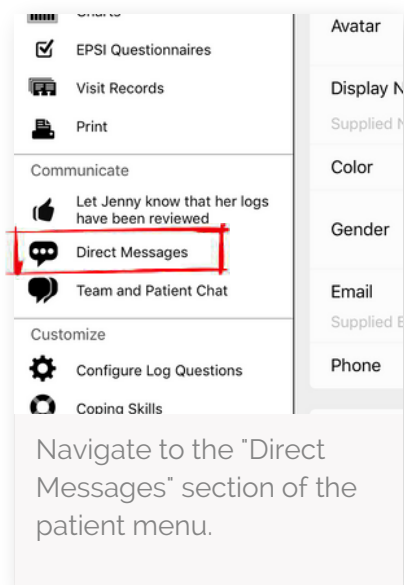 Charts
EPSI Questionnaires
Visit Records
Print
Communicate
Let Jenny know that her logs
have been reviewed
Direct Messages
Team and Patient Chat
Customize
Configure Log Questions
Coping Skills
Avatar
Display N
Supplied N
Color
Gender
Email
Supplied E
Phone
Navigate to the "Direct
Messages" section of the
patient menu.